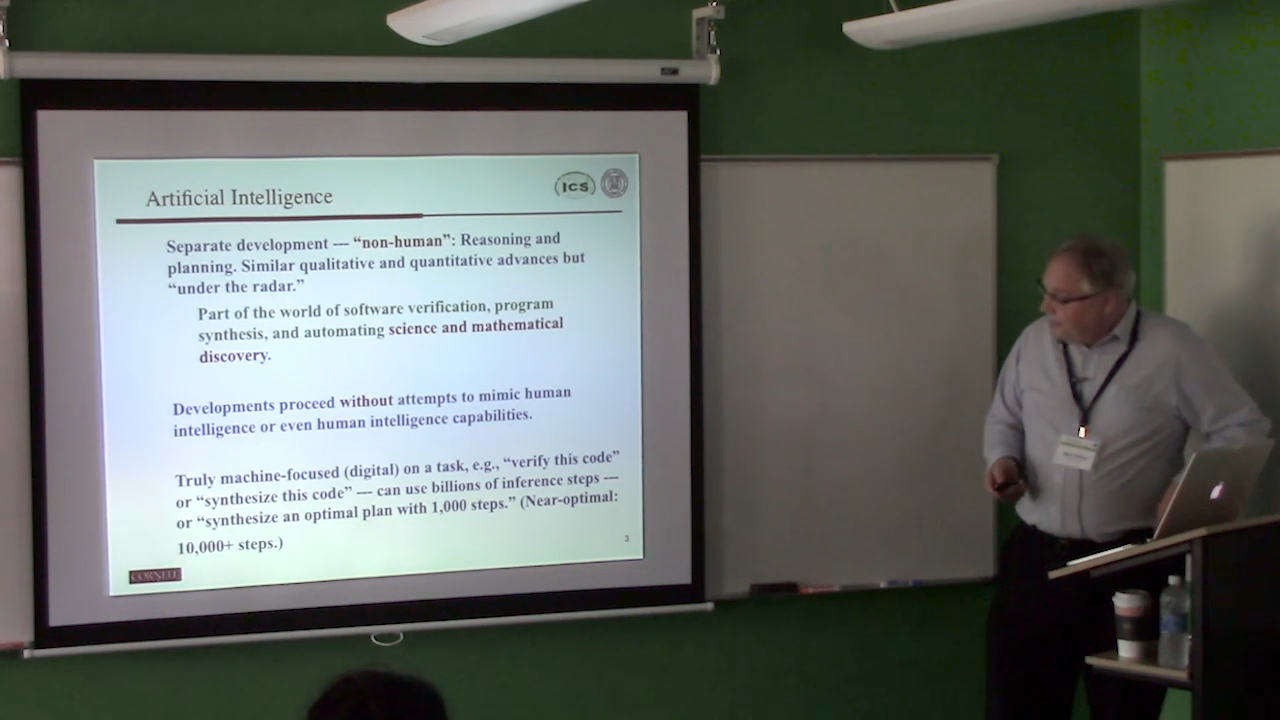 Artificial Intelligence
ICS
Separate development — “non-human”: Reasoning and
planning. Similar qualitative and quantitative advances but
“under the radar.”
Part of the world of software verification, program
synthesis, and automating science and mathematical
discovery.
Developments proceed without attempts to mimic human
intelligence or even human intelligence capabilities.
Truly machine-focused (digital) on a task, e.g., “verify this code”
or “synthesize this code” — can use billions of inference steps —
or “synthesize an optimal plan with 1,000 steps.” (Near-optimal:
10,000+ steps.)
3
CORNELL